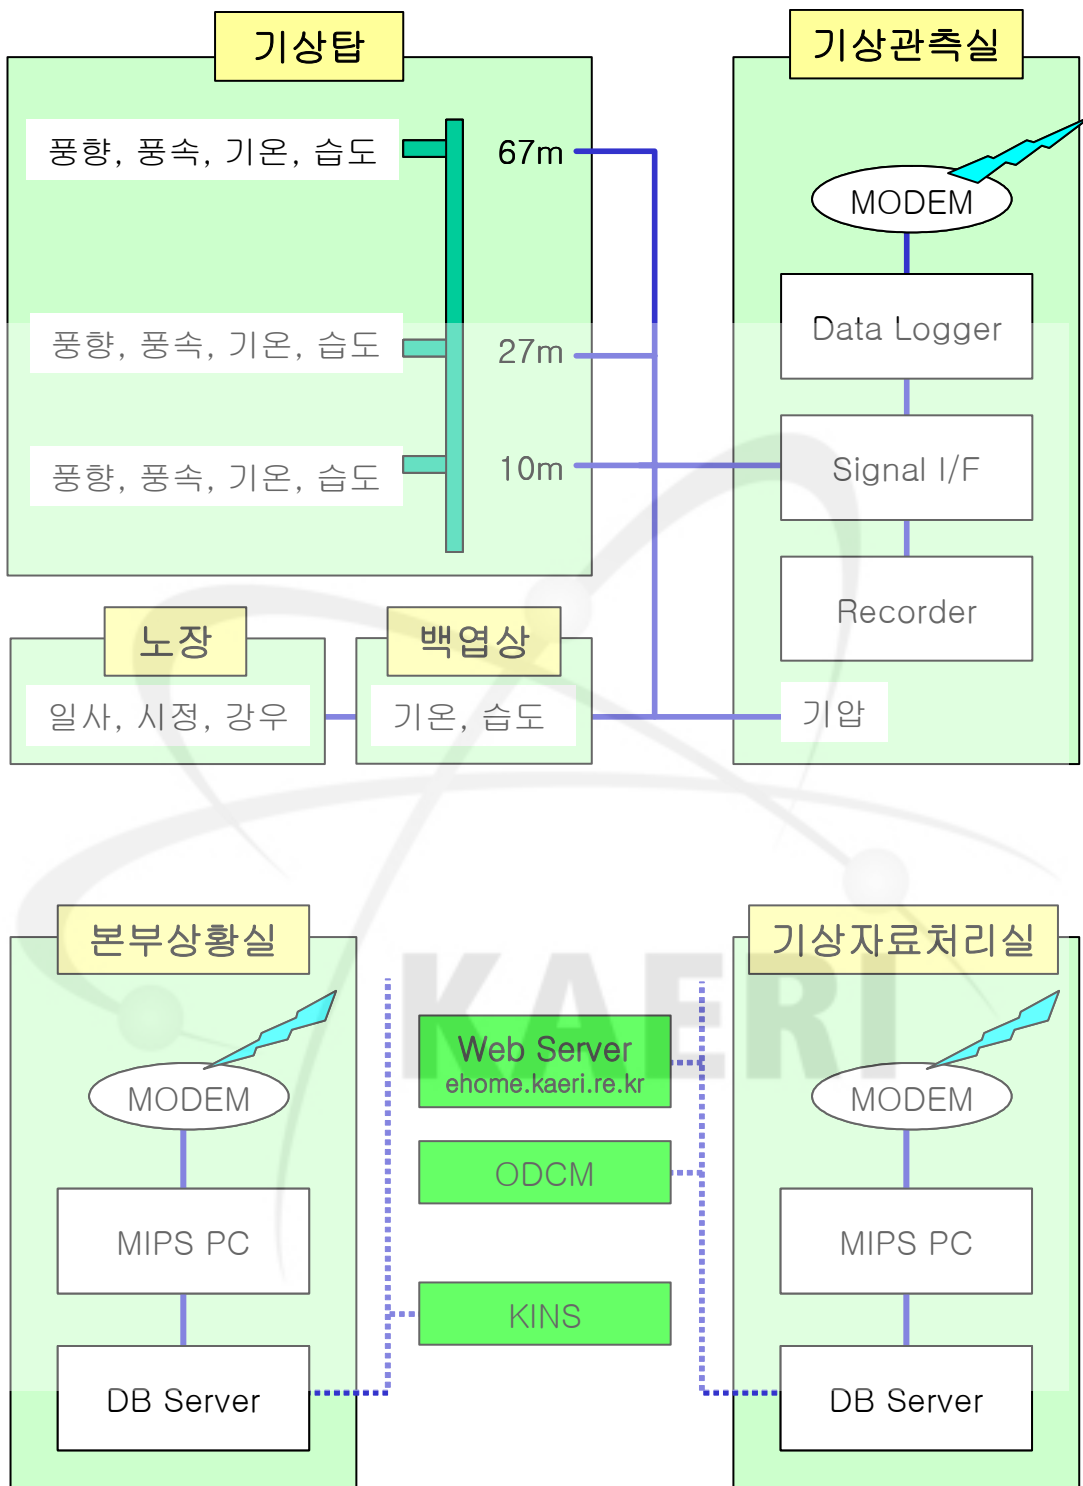 기상탑
풍향, 풍속, 기온, 습도
67m
풍향, 풍속, 기온, 습도
27m
풍향, 풍속, 기온, 습도
10m
기상관측실
MODEM
Data Logger
Signal I/F
Recorder
기압
노장
일사, 시정, 강우
백엽상
기온, 습도
본부상황실
MODEM
MIPS PC
DB Server
KAERI
Web Server
ehome.kaeri.re.kr
ODCM
KINS
기상자료처리실
MODEM
MIPS PC
DB Server